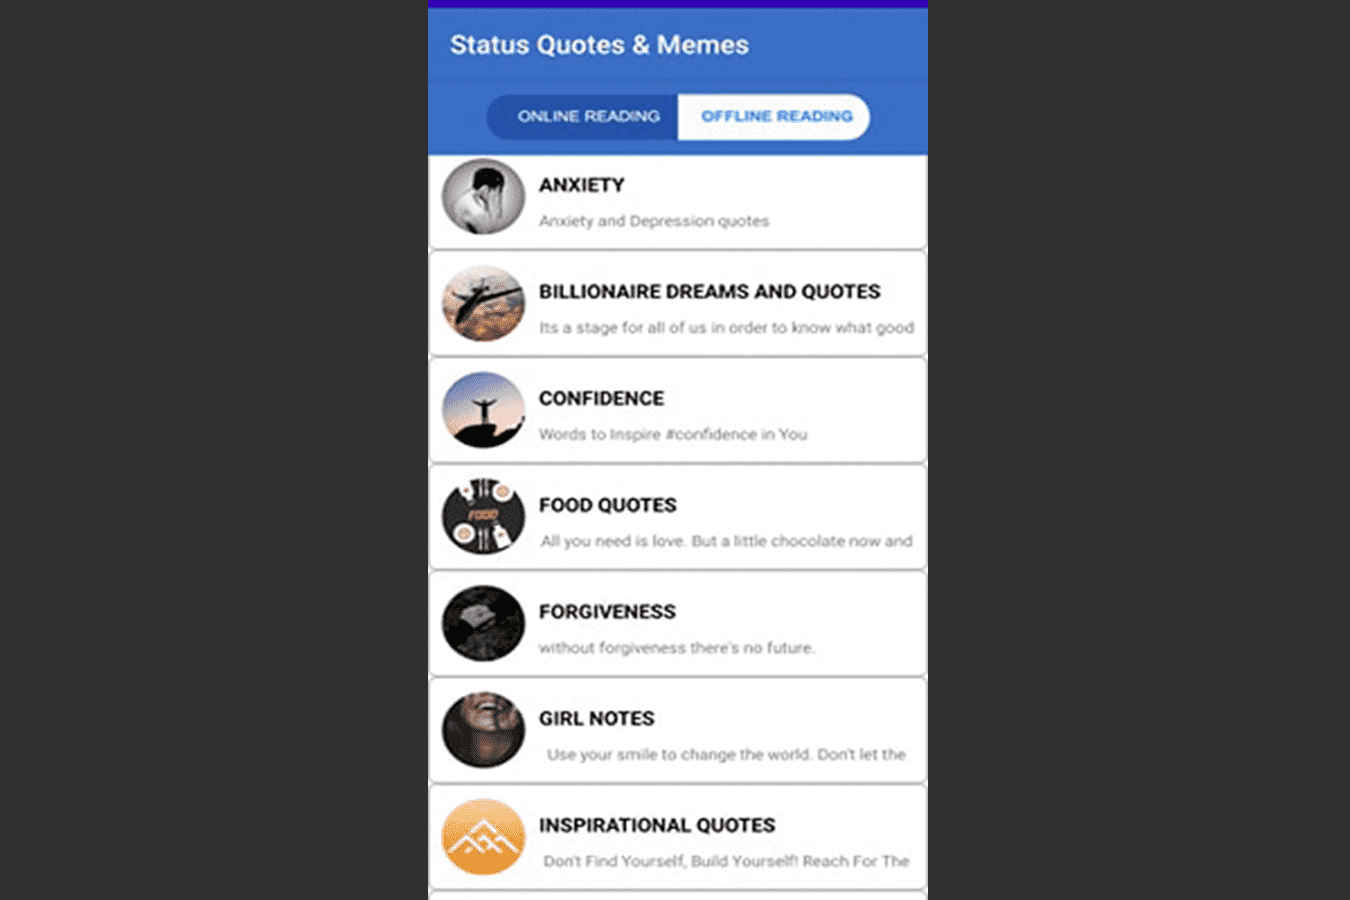 Status Quotes & Memes
ONLINE READING OFFLINE READING
ANXIETY
Anxiety and Depression quotes
BILLIONAIRE DREAMS AND QUOTES
Its a stage for all of us in order to know what good
CONFIDENCE
Words to Inspire #confidence in You
FOOD
FOOD QUOTES
All you need is love. But a little chocolate now and
FORGIVENESS
without forgiveness there's no future.
GIRL NOTES
Use your smile to change the world. Don't let the
INSPIRATIONAL QUOTES
Don't Find Yourself, Build Yourself! Reach For The